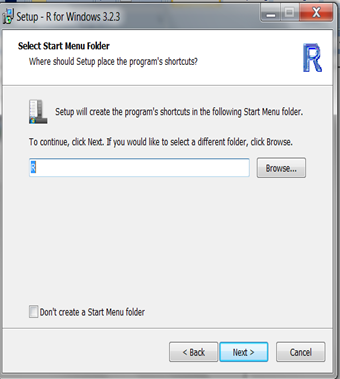 Setup - R for Windows 3.2.3
Select Start Menu Folder
Where should Setup place the program's shortcuts?
R
Setup will create the program's shortcuts in the following Start Menu folder.
To continue, click Next. If you would like to select a different folder, click Browse.
R
Browse...
Don't create a Start Menu folder
< Back
Next >
Cancel